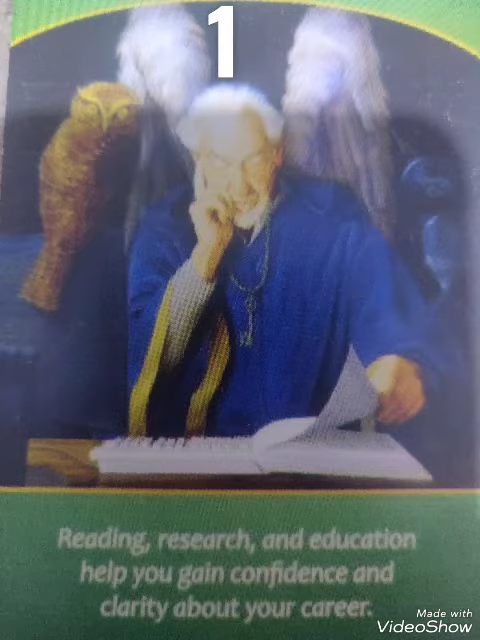 1
Reading, research, and education
help you gain confidence and
clarity about your career.
Made with
VideoShow